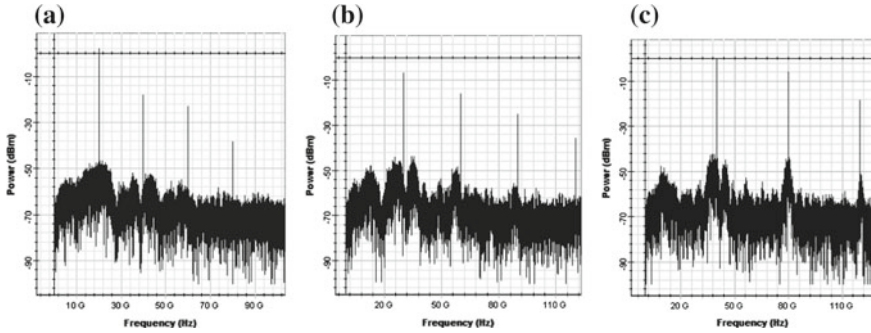 (a) (b) (c)
-10 -30 -50 -70 -90
Power (dBm)
10 G 30 G 50 G 70 G 90 G
Frequency (Hz)
-10 -30 -50 -70 -90
Power (dBm)
20 G 50 G 80 G 110 G
Frequency (Hz)
-10 -30 -50 -70 -90
Power (dBm)
20 G 50 G 80 G 110 G
Frequency (Hz)